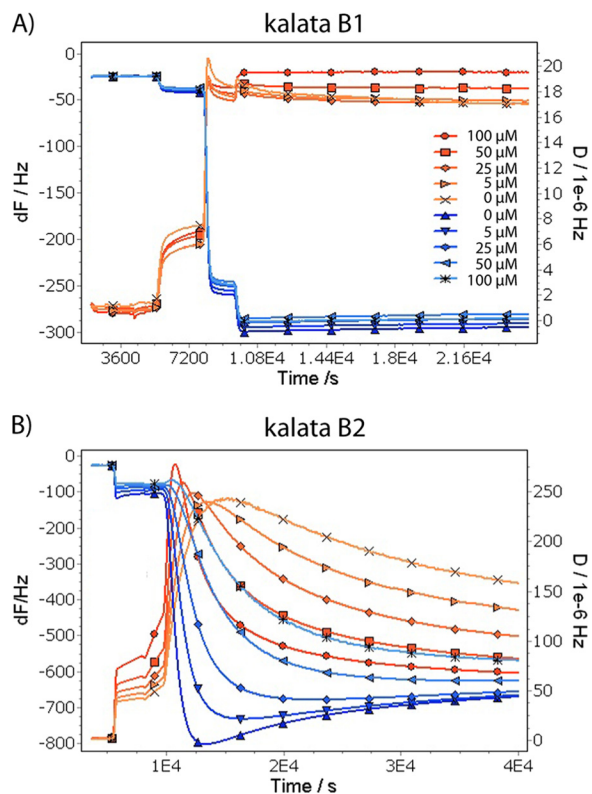 A)
kalata B1
0
-50
-100
-150
-200
-250
-300
dF / Hz
20
18
16
14
12
10
8
6
4
2
0
D / 1e-6 Hz
100 µM
50 µM
25 µM
5 µM
0 µM
0 µM
5 µM
25 µM
50 µM
100 µM
3600 7200 1.08E4 1.44E4 1.8E4 2.16E4
Time /s
B)
kalata B2
0
-100
-200
-300
-400
-500
-600
-700
-800
dF/Hz
250
200
150
100
50
0
D / 1e-6 Hz
1E4 2E4 3E4 4E4
Time / s